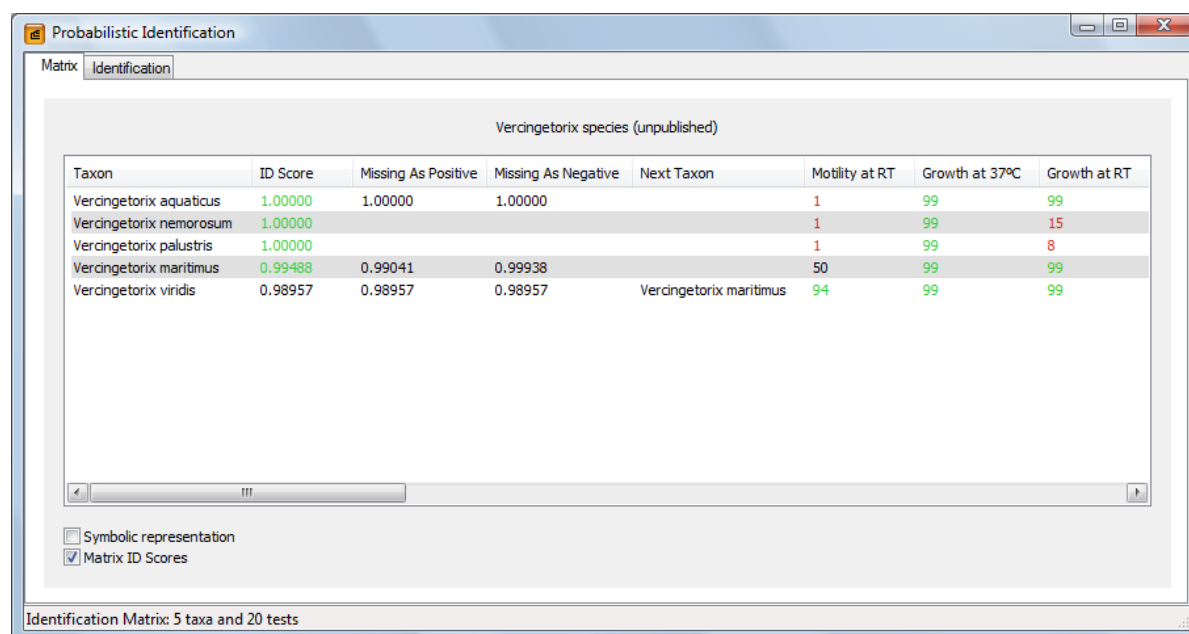 Probabilistic Identification
Matrix Identification
Vercingetorix species (unpublished)
Taxon ID Score Missing As Positive Missing As Negative Next Taxon Motility at RT Growth at 37ºC Growth at RT
Vercingetorix aquaticus 1.00000 1.00000 1.00000 1 99 99
Vercingetorix nemorosum 1.00000 1 99 15
Vercingetorix palustris 1.00000 1 99 8
Vercingetorix maritimus 0.99488 0.99041 0.99938 50 99 99
Vercingetorix viridis 0.98957 0.98957 0.98957 Vercingetorix maritimus 94 99 99
Symbolic representation
Matrix ID Scores
Identification Matrix: 5 taxa and 20 tests